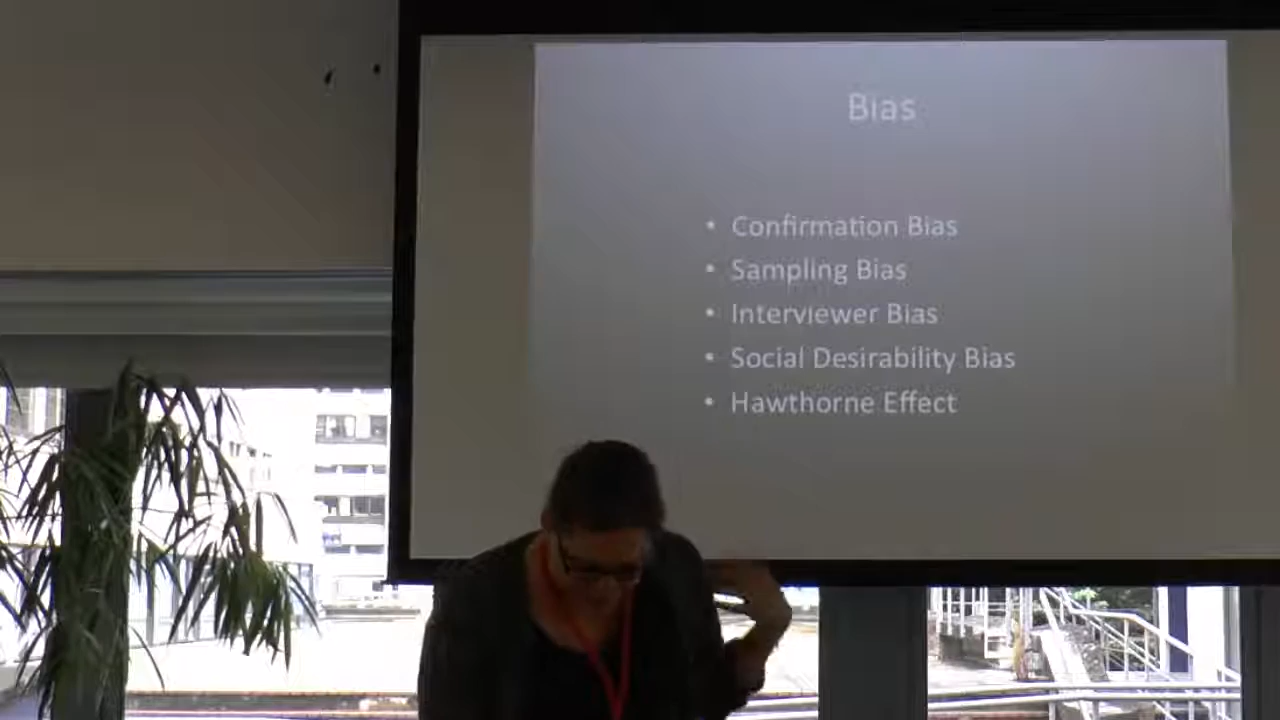 Bias
• Confirmation Bias
• Sampling Bias
• Interviewer Bias
• Social Desirability Bias
• Hawthorne Effect